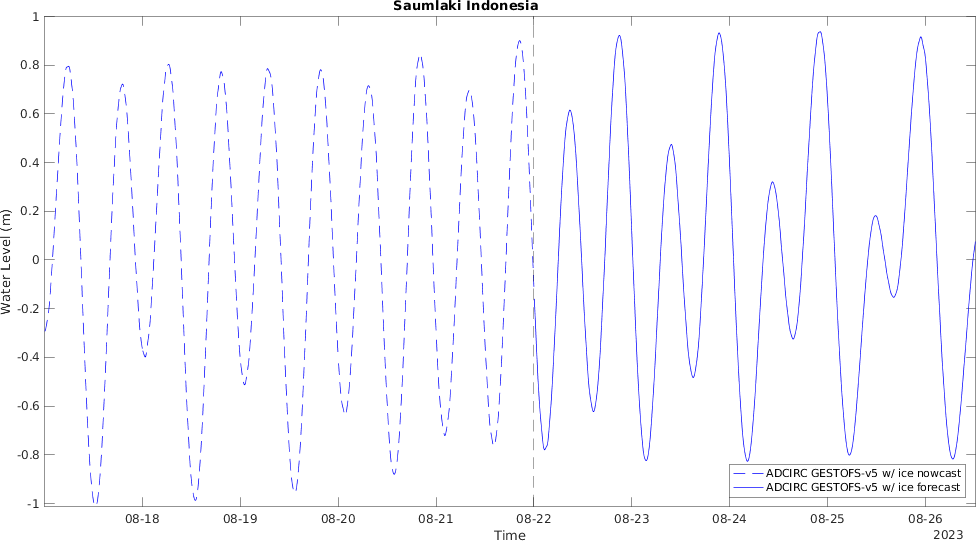 Saumlaki Indonesia
Water Level (m)
1
0.8
0.6
0.4
0.2
0
-0.2
-0.4
-0.6
-0.8
-1
08-18 08-19 08-20 08-21 08-22 08-23 08-24 08-25 08-26
Time
2023
ADCIRC GESTOFS-v5 w/ ice nowcast
ADCIRC GESTOFS-v5 w/ ice forecast